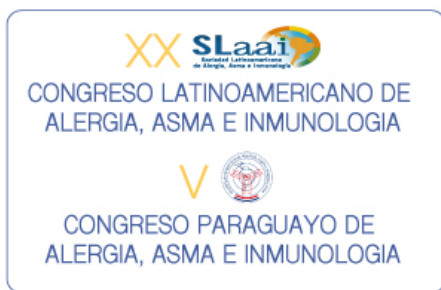 XX SLaai
Sociedad Latinoamericana
de Alergia, Asma e Inmunología
CONGRESO LATINOAMERICANO DE
ALERGIA, ASMA E INMUNOLOGIA
V
CONGRESO PARAGUAYO DE
ALERGIA, ASMA E INMUNOLOGIA